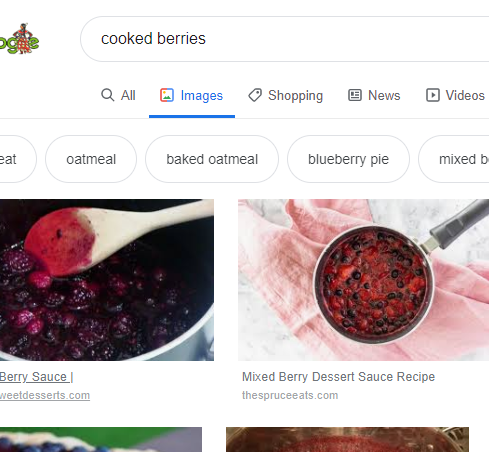 ogle
cooked berries
All Images Shopping News Videos
eat oatmeal baked oatmeal blueberry pie mixed b
Berry Sauce |
weetdesserts.com
Mixed Berry Dessert Sauce Recipe
thespruceeats.com